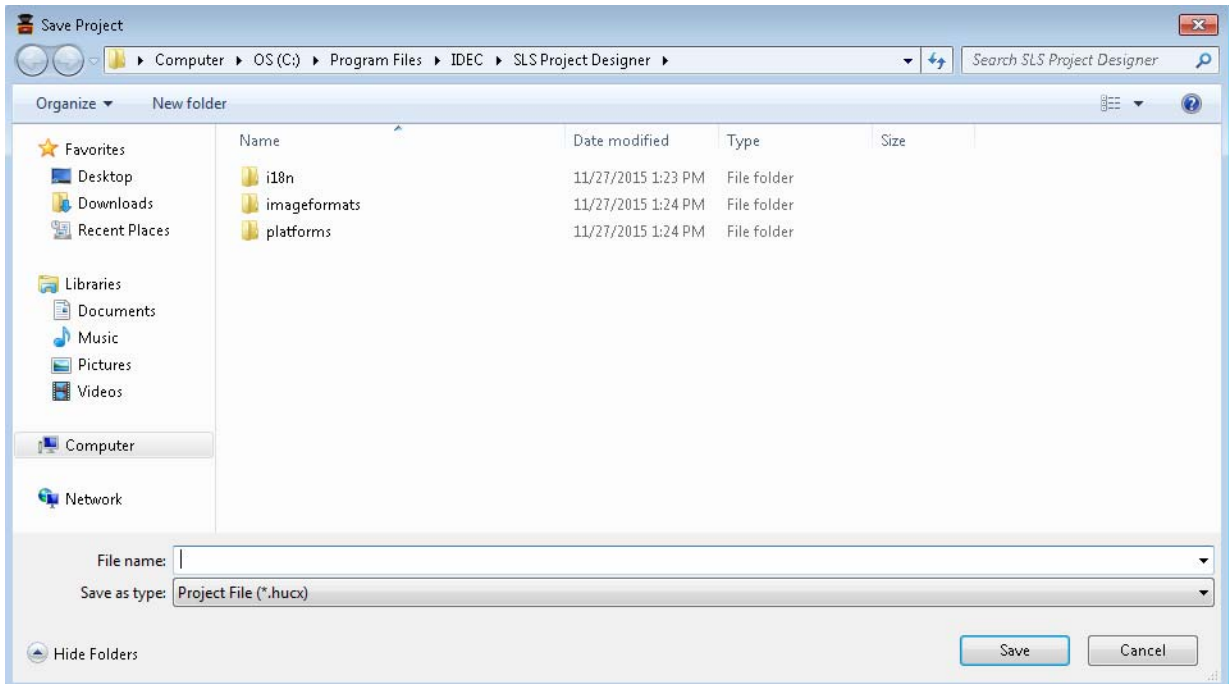 Save Project
Computer ▸ OS (C:) ▸ Program Files ▸ IDEC ▸ SLS Project Designer ▸
Search SLS Project Designer
Organize
New folder
Favorites
Desktop
Downloads
Recent Places
Libraries
Documents
Music
Pictures
Videos
Computer
Network
Name Date modified Type Size
i18n 11/27/2015 1:23 PM File folder
imageformats 11/27/2015 1:24 PM File folder
platforms 11/27/2015 1:24 PM File folder
File name:
Save as type: Project File (*.hucx)
Hide Folders
Save
Cancel